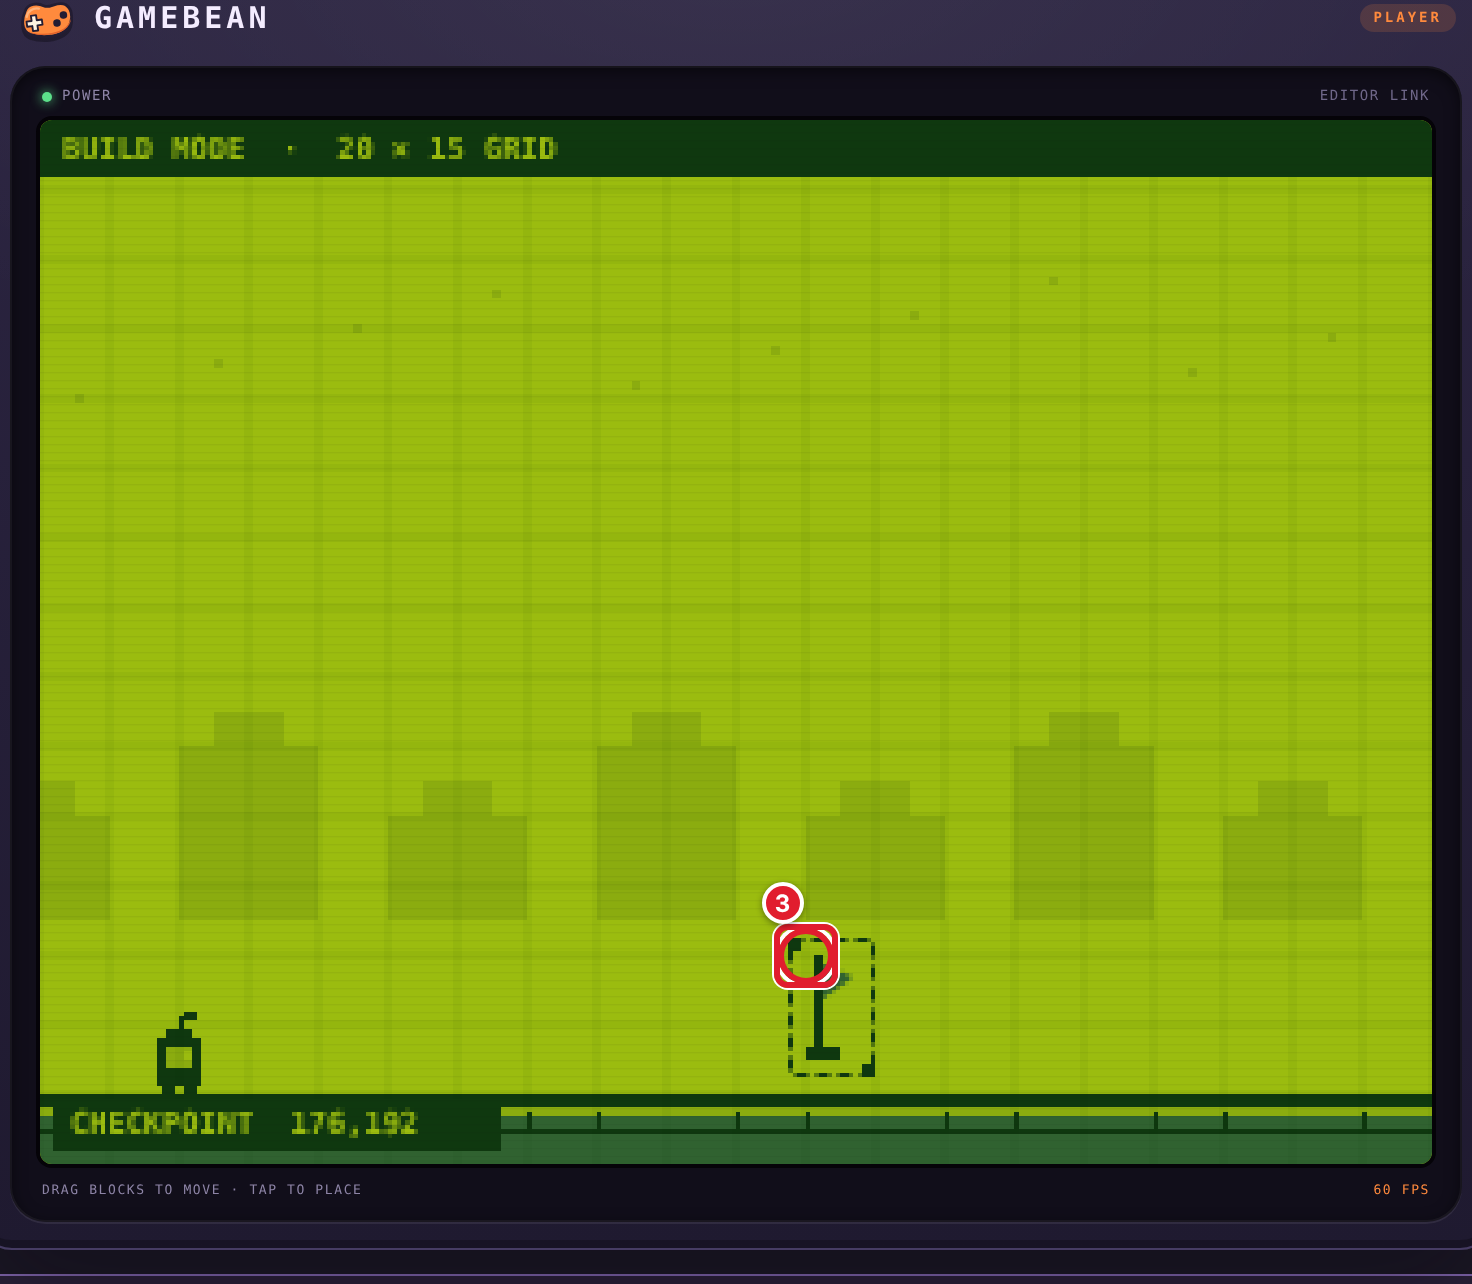 GAMEBEAN
PLAYER
POWER
EDITOR LINK
BUILD MODE · 20 × 15 GRID
3
CHECKPOINT 176,192
DRAG BLOCKS TO MOVE · TAP TO PLACE
60 FPS